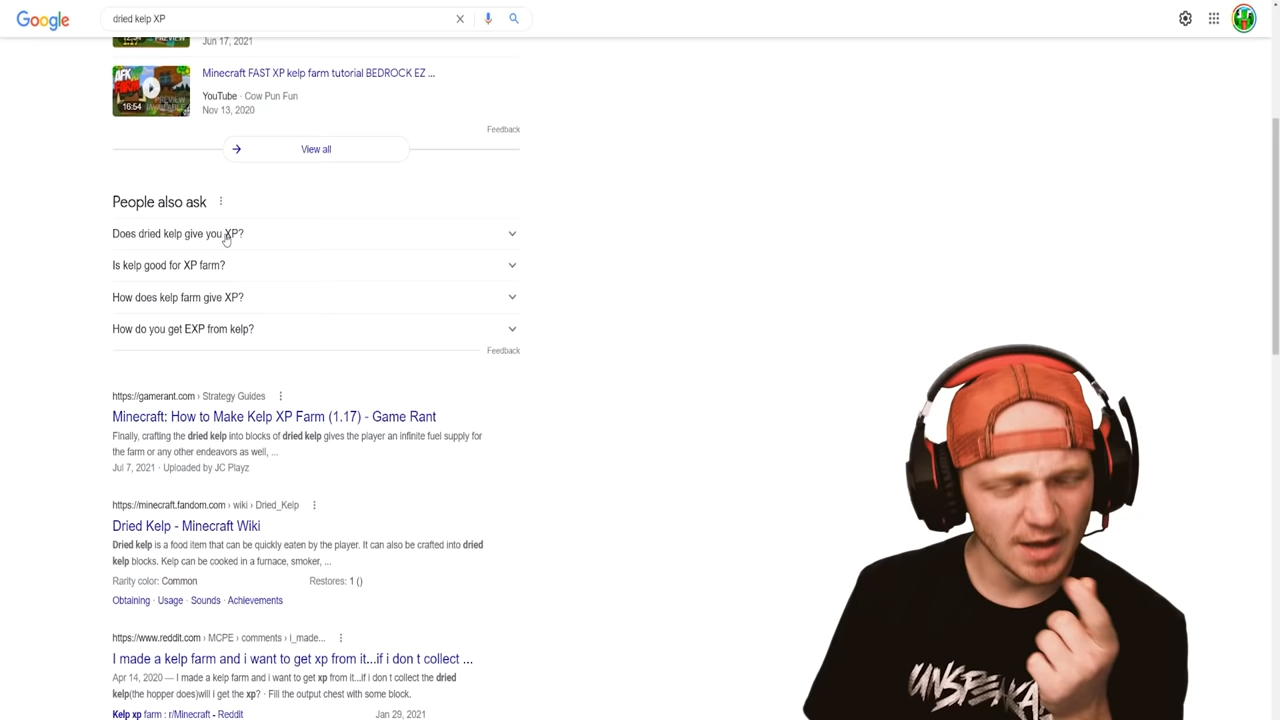 Google
dried kelp XP
PREVIEW
Jun 17, 2021
AFK
FARM
PREVIEW
AVAILABLE
16:54
Minecraft FAST XP kelp farm tutorial BEDROCK EZ ...
YouTube · Cow Pun Fun
Nov 13, 2020
Feedback
View all
People also ask
Does dried kelp give you XP?
Is kelp good for XP farm?
How does kelp farm give XP?
How do you get EXP from kelp?
Feedback
https://gamerant.com › Strategy Guides
Minecraft: How to Make Kelp XP Farm (1.17) - Game Rant
Finally, crafting the dried kelp into blocks of dried kelp gives the player an infinite fuel supply for
the farm or any other endeavors as well, ...
Jul 7, 2021 · Uploaded by JC Playz
https://minecraft.fandom.com › wiki › Dried_Kelp
Dried Kelp - Minecraft Wiki
Dried kelp is a food item that can be quickly eaten by the player. It can also be crafted into dried
kelp blocks. Kelp can be cooked in a furnace, smoker, ...
Rarity color: Common Restores: 1 ()
Obtaining · Usage · Sounds · Achievements
https://www.reddit.com › MCPE › comments › i_made...
I made a kelp farm and i want to get xp from it...if i don t collect ...
Apr 14, 2020 — I made a kelp farm and i want to get xp from it...if i don t collect the dried
kelp(the hopper does)will i get the xp? · Fill the output chest with some block.
Kelp xp farm : r/Minecraft - Reddit Jan 29, 2021